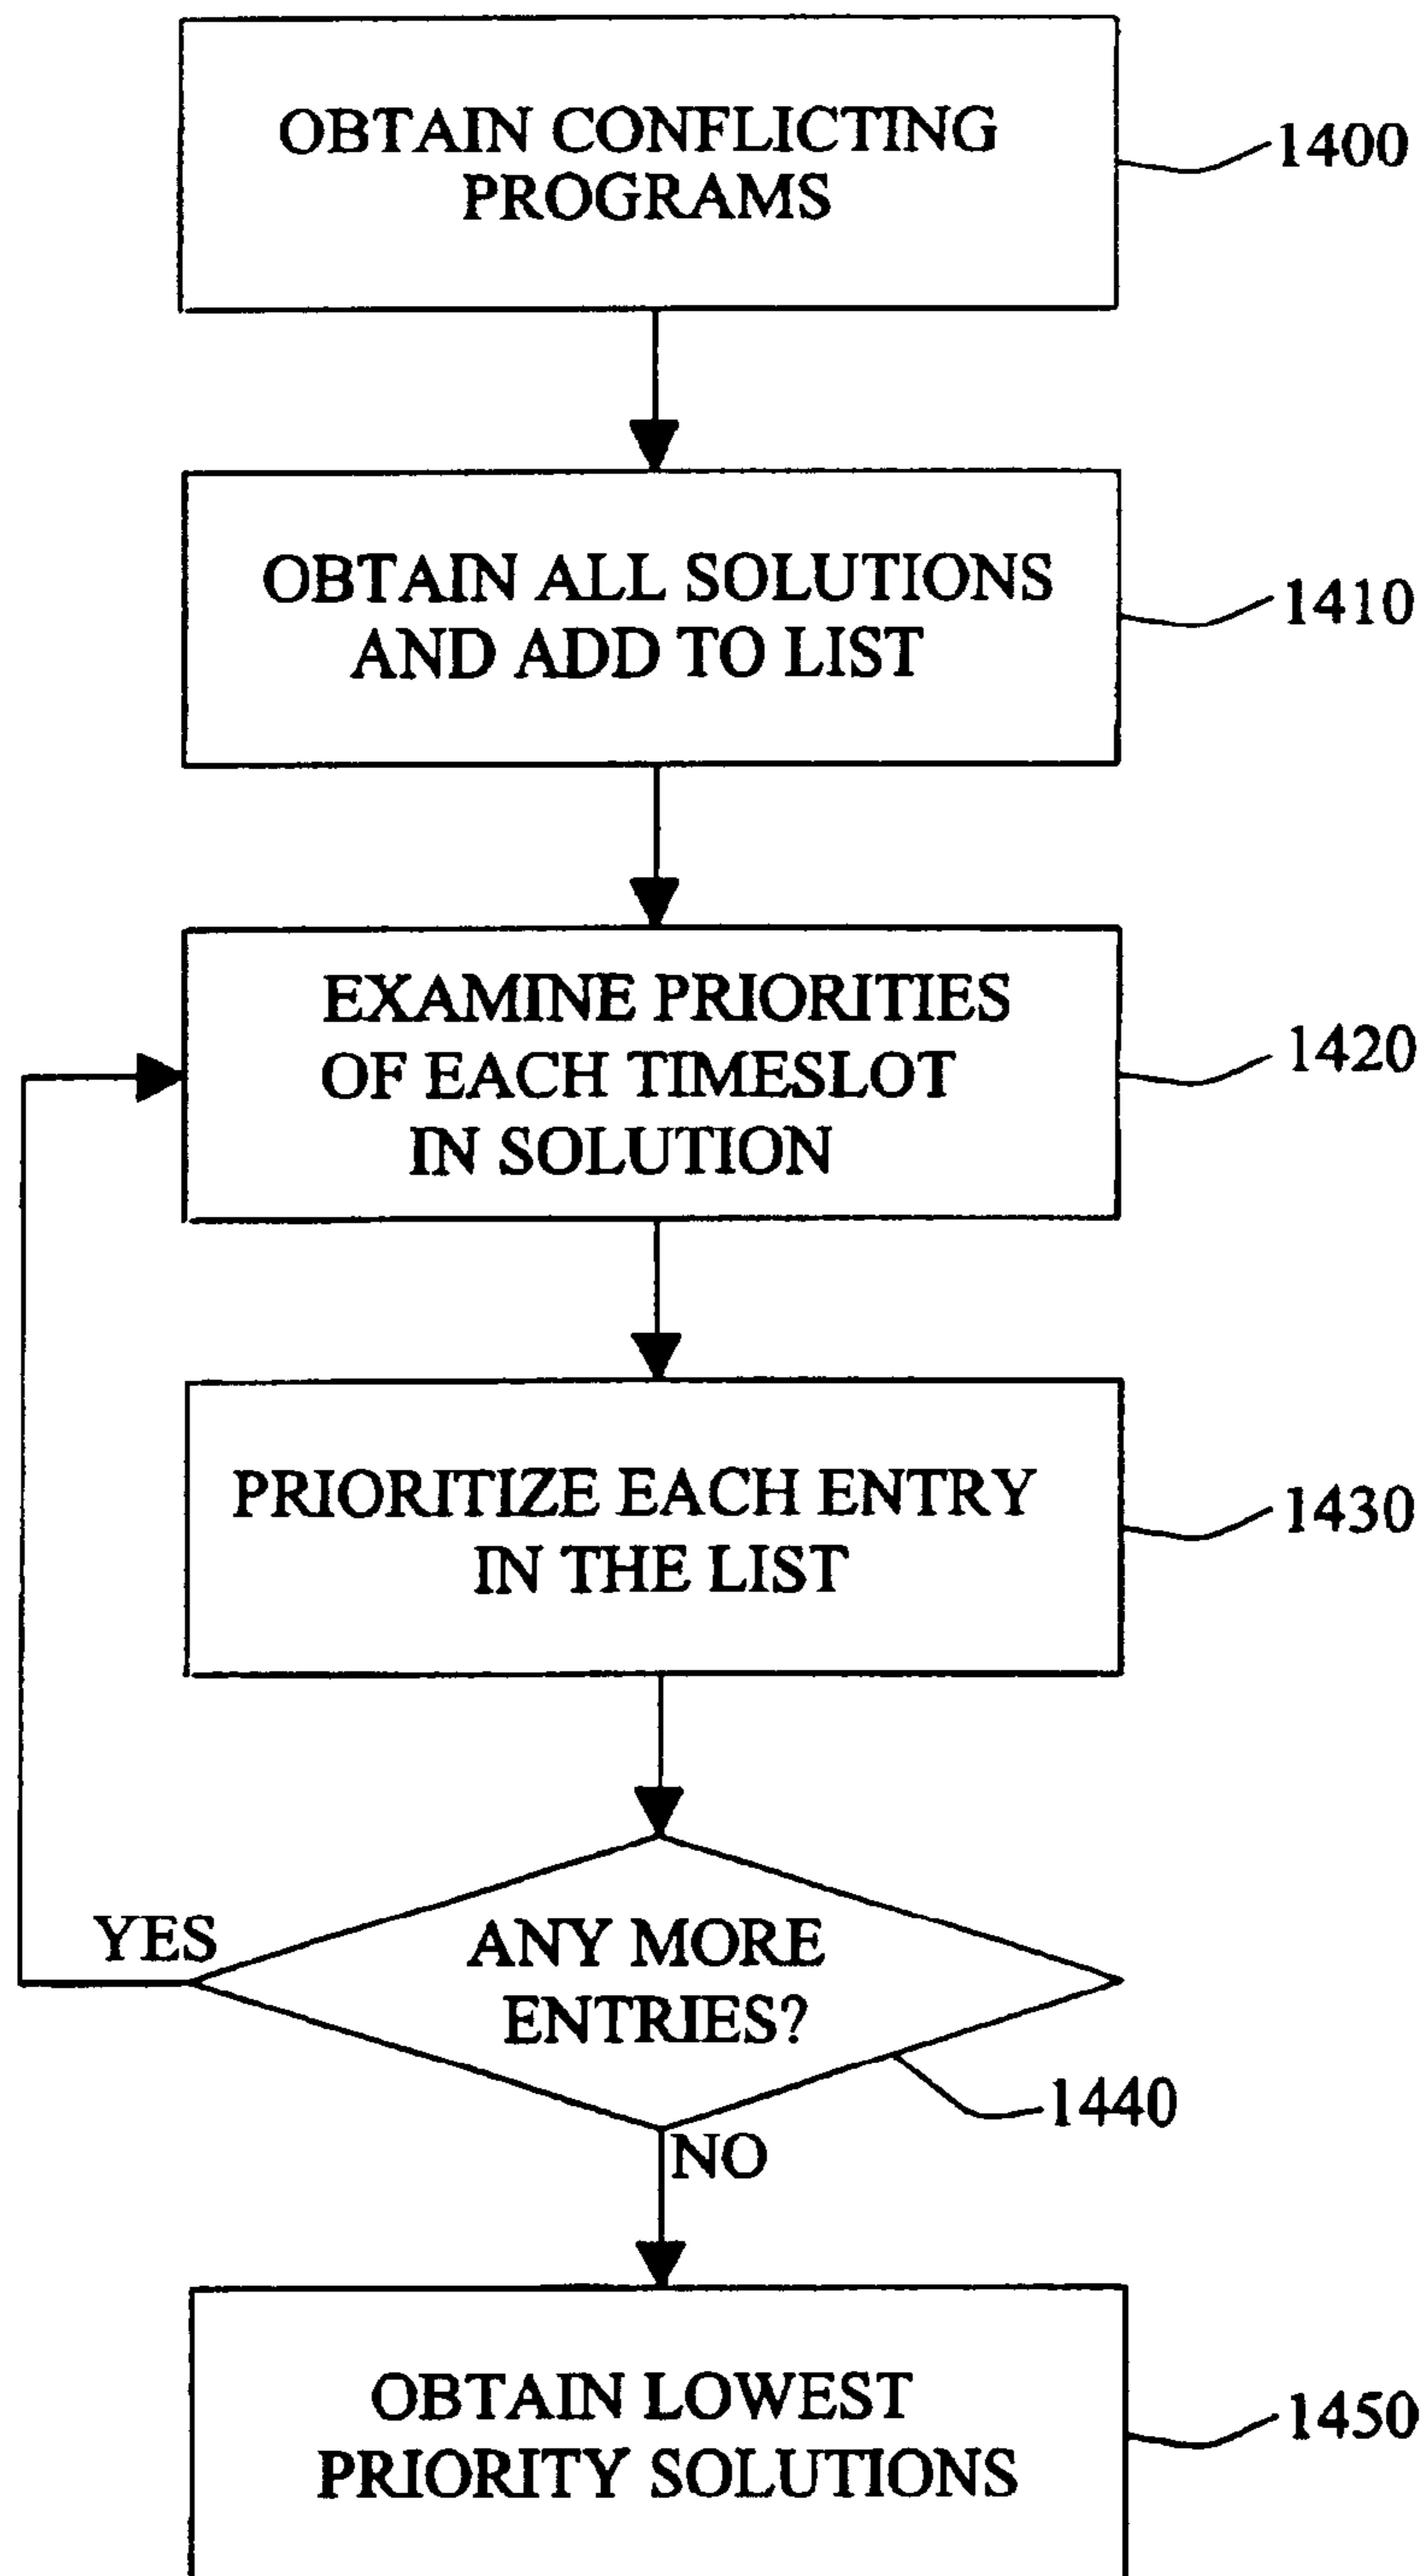 OBTAIN CONFLICTING
PROGRAMS
1400
OBTAIN ALL SOLUTIONS
AND ADD TO LIST
1410
EXAMINE PRIORITIES
OF EACH TIMESLOT
IN SOLUTION
1420
PRIORITIZE EACH ENTRY
IN THE LIST
1430
YES
ANY MORE
ENTRIES?
1440
NO
OBTAIN LOWEST
PRIORITY SOLUTIONS
1450